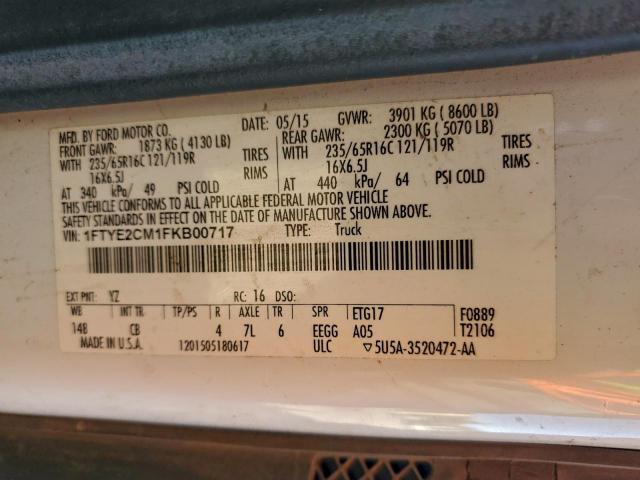 MFD. BY FORD MOTOR CO. DATE: 05/15 GVWR: 3901 KG ( 8600 LB)
FRONT GAWR: 1873 KG ( 4130 LB) REAR GAWR: 2300 KG ( 5070 LB)
WITH 235/65R16C 121/119R TIRES WITH 235/65R16C 121/119R TIRES
16X6.5J RIMS 16X6.5J RIMS
AT 340 kPa/ 49 PSI COLD AT 440 kPa/ 64 PSI COLD
THIS VEHICLE CONFORMS TO ALL APPLICABLE FEDERAL MOTOR VEHICLE
SAFETY STANDARDS IN EFFECT ON THE DATE OF MANUFACTURE SHOWN ABOVE.
VIN: 1FTYE2CM1FKB00717 TYPE: Truck
EXT PNT: YZ RC: 16 DSO:
WB INT TR TP/PS R AXLE TR SPR ETG17 F0889
148 CB 4 7L 6 EEGG A05 T2106
MADE IN U.S.A. 1201505180617 ULC ▽5U5A-3520472-AA